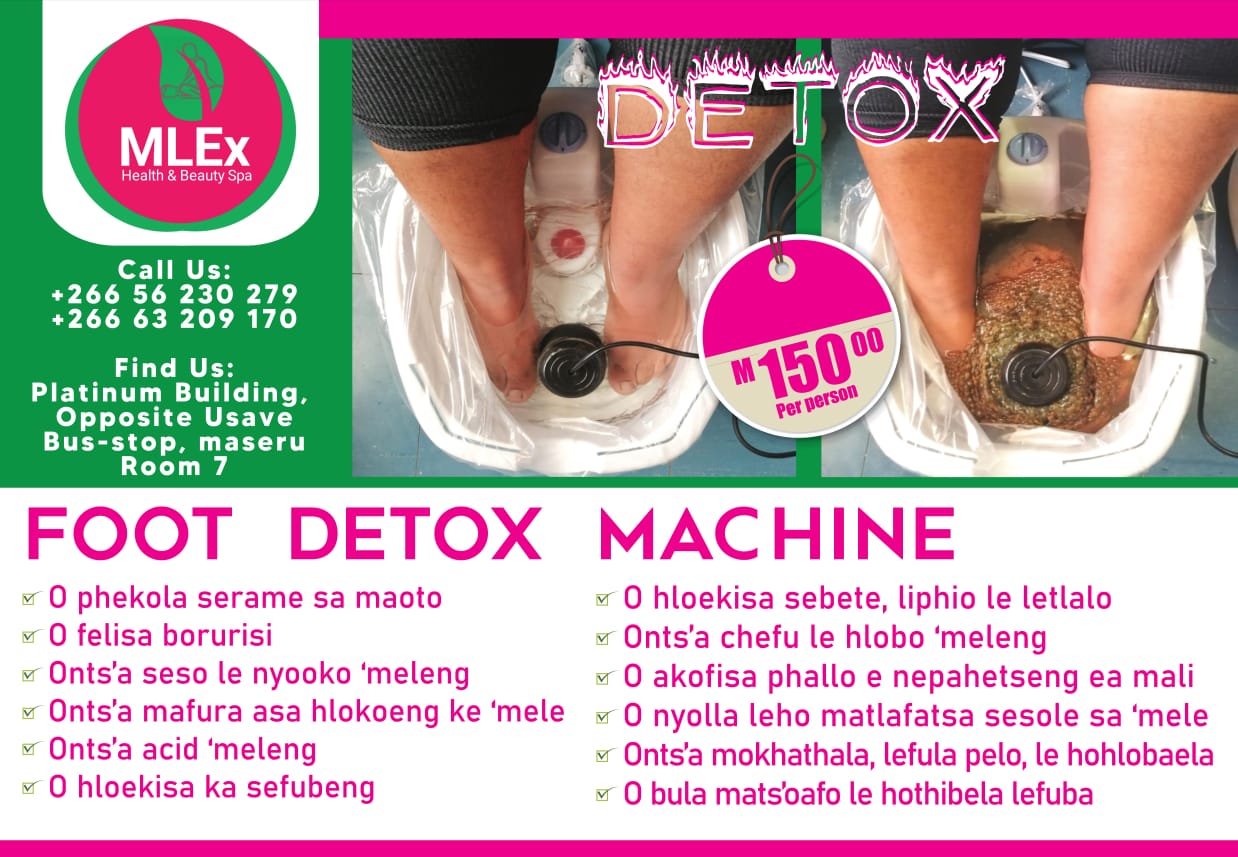 MLEx
Health & Beauty Spa
Call Us:
+266 56 230 279
+266 63 209 170
Find Us:
Platinum Building,
Opposite Usave
Bus-stop, maseru
Room 7
DETOX
M 150 00
Per person
FOOT DETOX MACHINE
O phekola serame sa maoto
O felisa borurisi
Onts’a seso le nyooko ‘meleng
Onts’a mafura asa hlokoeng ke ‘mele
Onts’a acid ‘meleng
O hloekisa ka sefubeng
O hloekisa sebete, liphio le letlalo
Onts’a chefu le hlobo ‘meleng
O akofisa phallo e nepahetseng ea mali
O nyolla leho matlafatsa sesole sa ‘mele
Onts’a mokhathala, lefula pelo, le hohlobaela
O bula mats’oafo le hothibela lefuba